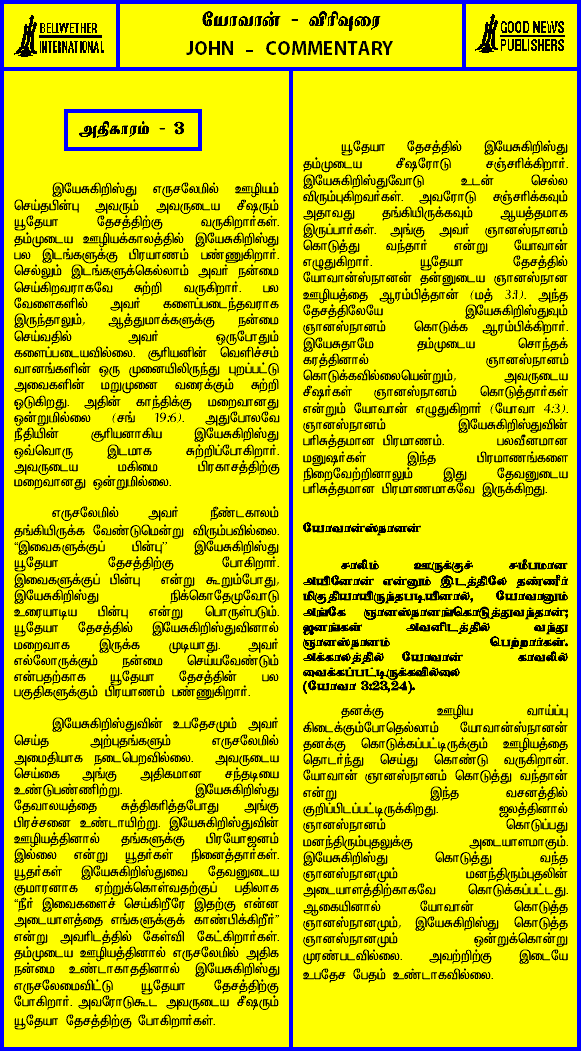 BELWETHER
INTERNATIONAL
யோவான் - விரிவுரை
JOHN - COMMENTARY
GOOD NEWS
PUBLISHERS
அதிகாரம் - 3
இயேசுகிறிஸ்து எருசலேமில் ஊழியம்
செய்தபின்பு அவரும் அவருடைய சீஷரும்
யூதேயா தேசத்திற்கு வருகிறார்கள்.
தம்முடைய ஊழியக்காலத்தில் இயேசுகிறிஸ்து
பல இடங்களுக்கு பிரயாணம் பண்ணுகிறார்.
செல்லும் இடங்களுக்கெல்லாம் அவர் நன்மை
செய்கிறவராகவே சுற்றி வருகிறார். பல
வேளைகளில் அவர் களைப்படைந்தவராக
இருந்தாலும், ஆத்துமாக்களுக்கு நன்மை
செய்வதில் அவர் ஒருபோதும்
களைப்படையவில்லை. சூரியனின் வெளிச்சம்
வானங்களின் ஒரு முனையிலிருந்து புறப்பட்டு
அவைகளின் மறுமுனை வரைக்கும் சுற்றி
ஓடுகிறது. அதின் காந்திக்கு மறைவானது
ஒன்றுமில்லை (சங் 19:6). அதுபோலவே
நீதியின் சூரியனாகிய இயேசுகிறிஸ்து
ஒவ்வொரு இடமாக சுற்றிப்போகிறார்.
அவருடைய மகிமை பிரகாசத்திற்கு
மறைவானது ஒன்றுமில்லை.
எருசலேமில் அவர் நீண்டகாலம்
தங்கியிருக்க வேண்டுமென்று விரும்பவில்லை.
"இவைகளுக்குப் பின்பு" இயேசுகிறிஸ்து
யூதேயா தேசத்திற்கு போகிறார்.
இவைகளுக்குப் பின்பு என்று கூறும்போது,
இயேசுகிறிஸ்து நிக்கொதேமுவோடு
உரையாடிய பின்பு என்று பொருள்படும்.
யூதேயா தேசத்தில் இயேசுகிறிஸ்துவினால்
மறைவாக இருக்க முடியாது. அவர்
எல்லோருக்கும் நன்மை செய்யவேண்டும்
என்பதற்காக யூதேயா தேசத்தின் பல
பகுதிகளுக்கும் பிரயாணம் பண்ணுகிறார்.
இயேசுகிறிஸ்துவின் உபதேசமும் அவர்
செய்த அற்புதங்களும் எருசலேமில்
அமைதியாக நடைபெறவில்லை. அவருடைய
செய்கை அங்கு அதிகமான சந்தடியை
உண்டுபண்ணிற்று. இயேசுகிறிஸ்து
தேவாலயத்தை சுத்திகரித்தபோது அங்கு
பிரச்சனை உண்டாயிற்று. இயேசுகிறிஸ்துவின்
ஊழியத்தினால் தங்களுக்கு பிரயோஜனம்
இல்லை என்று யூதர்கள் நினைத்தார்கள்.
யூதர்கள் இயேசுகிறிஸ்துவை தேவனுடைய
குமாரனாக ஏற்றுக்கொள்வதற்குப் பதிலாக
"நீர் இவைகளைச் செய்கிறீரே இதற்கு என்ன
அடையாளத்தை எங்களுக்குக் காண்பிக்கிறீர்"
என்று அவரிடத்தில் கேள்வி கேட்கிறார்கள்.
தம்முடைய ஊழியத்தினால் எருசலேமில் அதிக
நன்மை உண்டாகாததினால் இயேசுகிறிஸ்து
எருசலேமைவிட்டு யூதேயா தேசத்திற்கு
போகிறார். அவரோடுகூட அவருடைய சீஷரும்
யூதேயா தேசத்திற்கு போகிறார்கள்.
யூதேயா தேசத்தில் இயேசுகிறிஸ்து
தம்முடைய சீஷரோடு சஞ்சரிக்கிறார்.
இயேசுகிறிஸ்துவோடு உடன் செல்ல
விரும்புகிறவர்கள். அவரோடு சஞ்சரிக்கவும்
அதாவது தங்கியிருக்கவும் ஆயத்தமாக
இருப்பார்கள். அங்கு அவர் ஞானஸ்நானம்
கொடுத்து வந்தார் என்று யோவான்
எழுதுகிறார். யூதேயா தேசத்தில்
யோவான்ஸ்நானன் தன்னுடைய ஞானஸ்நான
ஊழியத்தை ஆரம்பித்தான் (மத் 3:1). அந்த
தேசத்திலேயே இயேசுகிறிஸ்துவும்
ஞானஸ்நானம் கொடுக்க ஆரம்பிக்கிறார்.
இயேசுதாமே தம்முடைய சொந்தக்
கரத்தினால் ஞானஸ்நானம்
கொடுக்கவில்லையென்றும், அவருடைய
சீஷர்கள் ஞானஸ்நானம் கொடுத்தார்கள்
என்றும் யோவான் எழுதுகிறார் (யோவா 4:3).
ஞானஸ்நானம் இயேசுகிறிஸ்துவின்
பரிசுத்தமான பிரமாணம். பலவீனமான
மனுஷர்கள் இந்த பிரமாணங்களை
நிறைவேற்றினாலும் இது தேவனுடைய
பரிசுத்தமான பிரமாணமாகவே இருக்கிறது.
யோவான்ஸ்நானன்
சாலிம் ஊருக்குச் சமீபமான
அயினோன் என்னும் இடத்திலே தண்ணீர்
மிகுதியாயிருந்தபடியினால், யோவானும்
அங்கே ஞானஸ்நானங்கொடுத்துவந்தான்;
ஜனங்கள் அவனிடத்தில் வந்து
ஞானஸ்நானம் பெற்றார்கள்.
அக்காலத்தில் யோவான் காவலில்
வைக்கப்பட்டிருக்கவில்லை
(யோவா 3:23,24).
தனக்கு ஊழிய வாய்ப்பு
கிடைக்கும்போதெல்லாம் யோவான்ஸ்நானன்
தனக்கு கொடுக்கப்பட்டிருக்கும் ஊழியத்தை
தொடர்ந்து செய்து கொண்டு வருகிறான்.
யோவான் ஞானஸ்நானம் கொடுத்து வந்தான்
என்று இந்த வசனத்தில்
குறிப்பிடப்பட்டிருக்கிறது. ஜலத்தினால்
ஞானஸ்நானம் கொடுப்பது
மனந்திரும்புதலுக்கு அடையாளமாகும்.
இயேசுகிறிஸ்து கொடுத்து வந்த
ஞானஸ்நானமும் மனந்திரும்புதலின்
அடையாளத்திற்காகவே கொடுக்கப்பட்டது.
ஆகையினால் யோவான் கொடுத்த
ஞானஸ்நானமும், இயேசுகிறிஸ்து கொடுத்த
ஞானஸ்நானமும் ஒன்றுக்கொன்று
முரண்படவில்லை. அவற்றிற்கு இடையே
உபதேச பேதம் உண்டாகவில்லை.